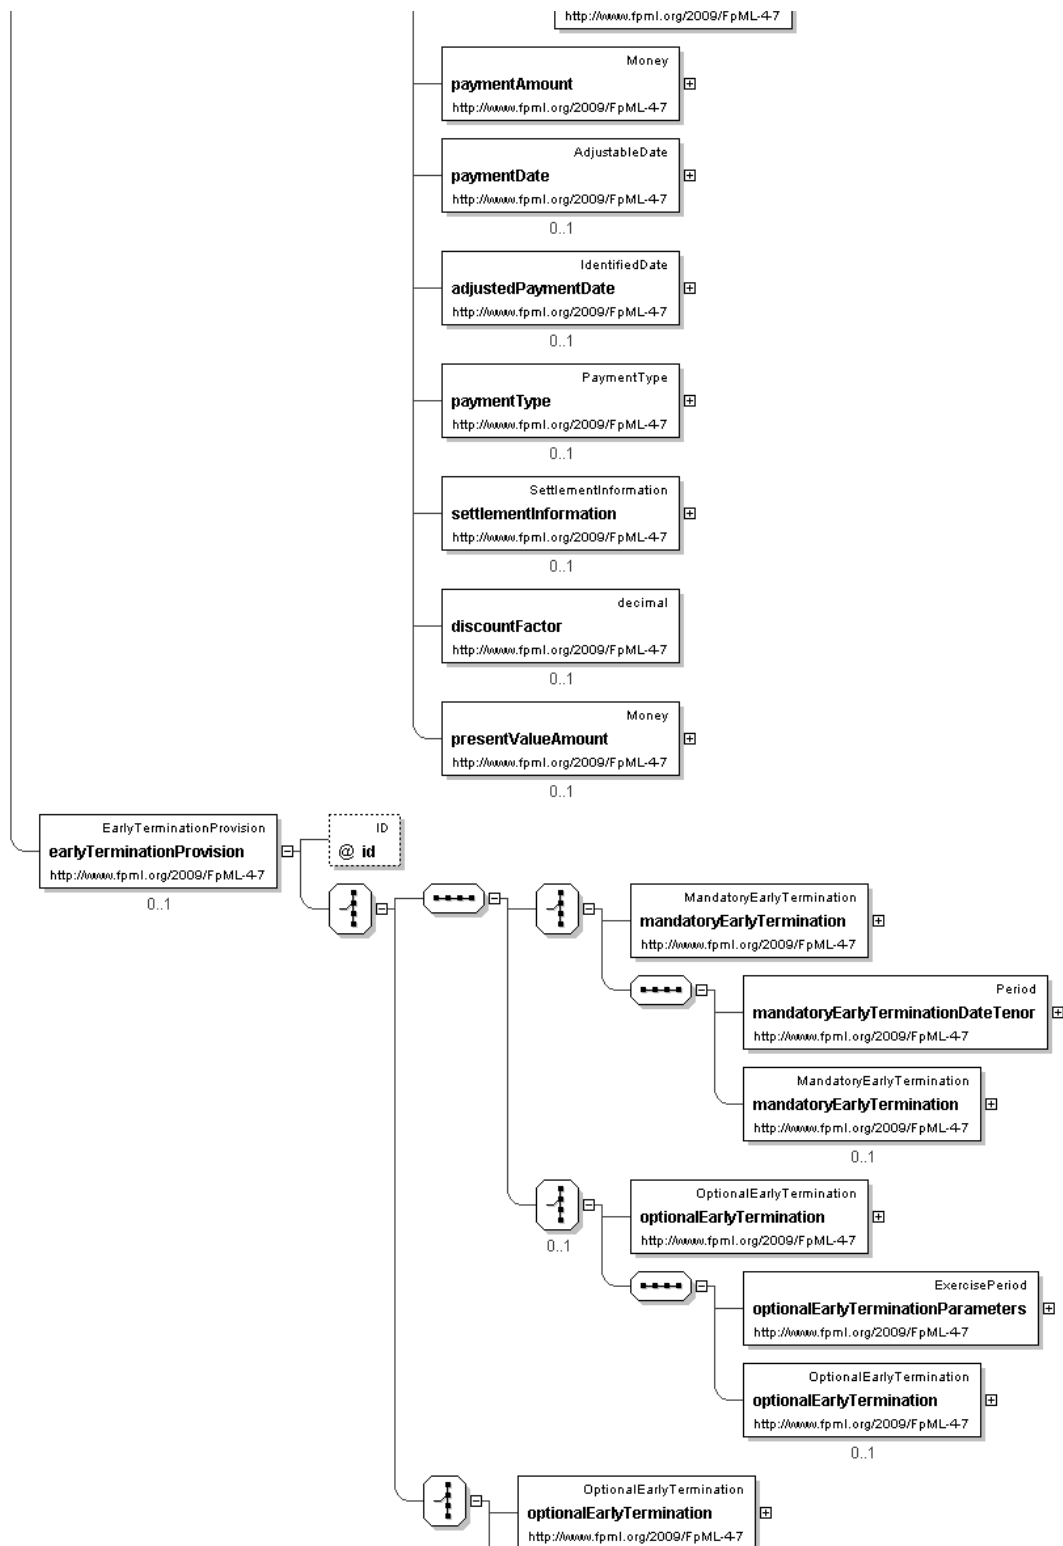 http://www.fpml.org/2009/FpML-4-7
Money
paymentAmount
http://www.fpml.org/2009/FpML-4-7
AdjustableDate
paymentDate
http://www.fpml.org/2009/FpML-4-7
0..1
IdentifiedDate
adjustedPaymentDate
http://www.fpml.org/2009/FpML-4-7
0..1
PaymentType
paymentType
http://www.fpml.org/2009/FpML-4-7
0..1
SettlementInformation
settlementInformation
http://www.fpml.org/2009/FpML-4-7
0..1
decimal
discountFactor
http://www.fpml.org/2009/FpML-4-7
0..1
Money
presentValueAmount
http://www.fpml.org/2009/FpML-4-7
0..1
EarlyTerminationProvision
earlyTerminationProvision
http://www.fpml.org/2009/FpML-4-7
0..1
ID
@ id
MandatoryEarlyTermination
mandatoryEarlyTermination
http://www.fpml.org/2009/FpML-4-7
Period
mandatoryEarlyTerminationDateTenor
http://www.fpml.org/2009/FpML-4-7
MandatoryEarlyTermination
mandatoryEarlyTermination
http://www.fpml.org/2009/FpML-4-7
0..1
0..1
OptionalEarlyTermination
optionalEarlyTermination
http://www.fpml.org/2009/FpML-4-7
ExercisePeriod
optionalEarlyTerminationParameters
http://www.fpml.org/2009/FpML-4-7
OptionalEarlyTermination
optionalEarlyTermination
http://www.fpml.org/2009/FpML-4-7
0..1
OptionalEarlyTermination
optionalEarlyTermination
http://www.fpml.org/2009/FpML-4-7